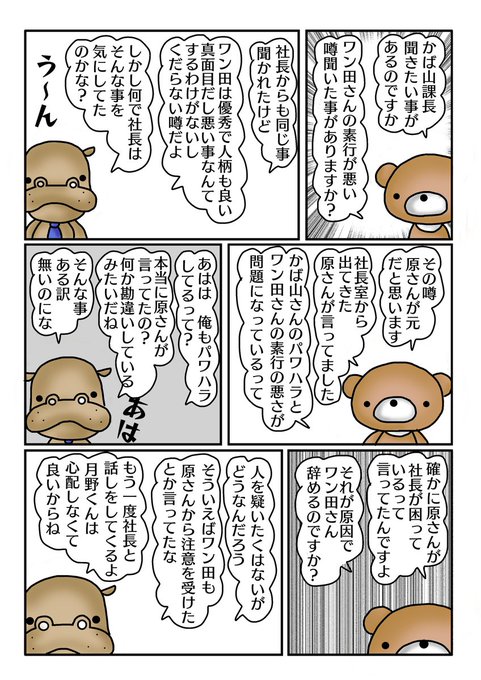 かば山課長
聞きたい事が
あるのですか
ワン田さんの素行が悪い
噂聞いた事がありますか?
社長からも同じ事
聞かれたけど
ワン田は優秀で人柄も良い
真面目だし悪い事なんて
するわけがないし
くだらない噂だよ
しかし何で社長は
そんな事を
気にしてた
のかな?
う~ん
その噂
原さんが元
だと思います
社長室から
出てきた
原さんが言ってました
かば山さんのパワハラと
ワン田さんの素行の悪さが
問題になっているって
あはは 俺もパワハラ
してるって?
本当に原さんが
言ってたの?
何か勘違いしている
みたいだね
そんな事
ある訳
無いのにな
あは
確かに原さんが
社長が困って
いるって
言ってたんですよ
それが原因で
ワン田さん
辞めるのですか?
人を疑いたくはないが
どうなんだろう
そういえばワン田も
原さんから注意を受けた
とか言ってたな
もう一度社長と
話しをしてくるよ
月野くんは
心配しなくて
良いからね